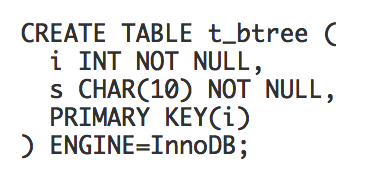 CREATE TABLE t_btree (
  i INT NOT NULL,
  s CHAR(10) NOT NULL,
  PRIMARY KEY(i)
) ENGINE=InnoDB;